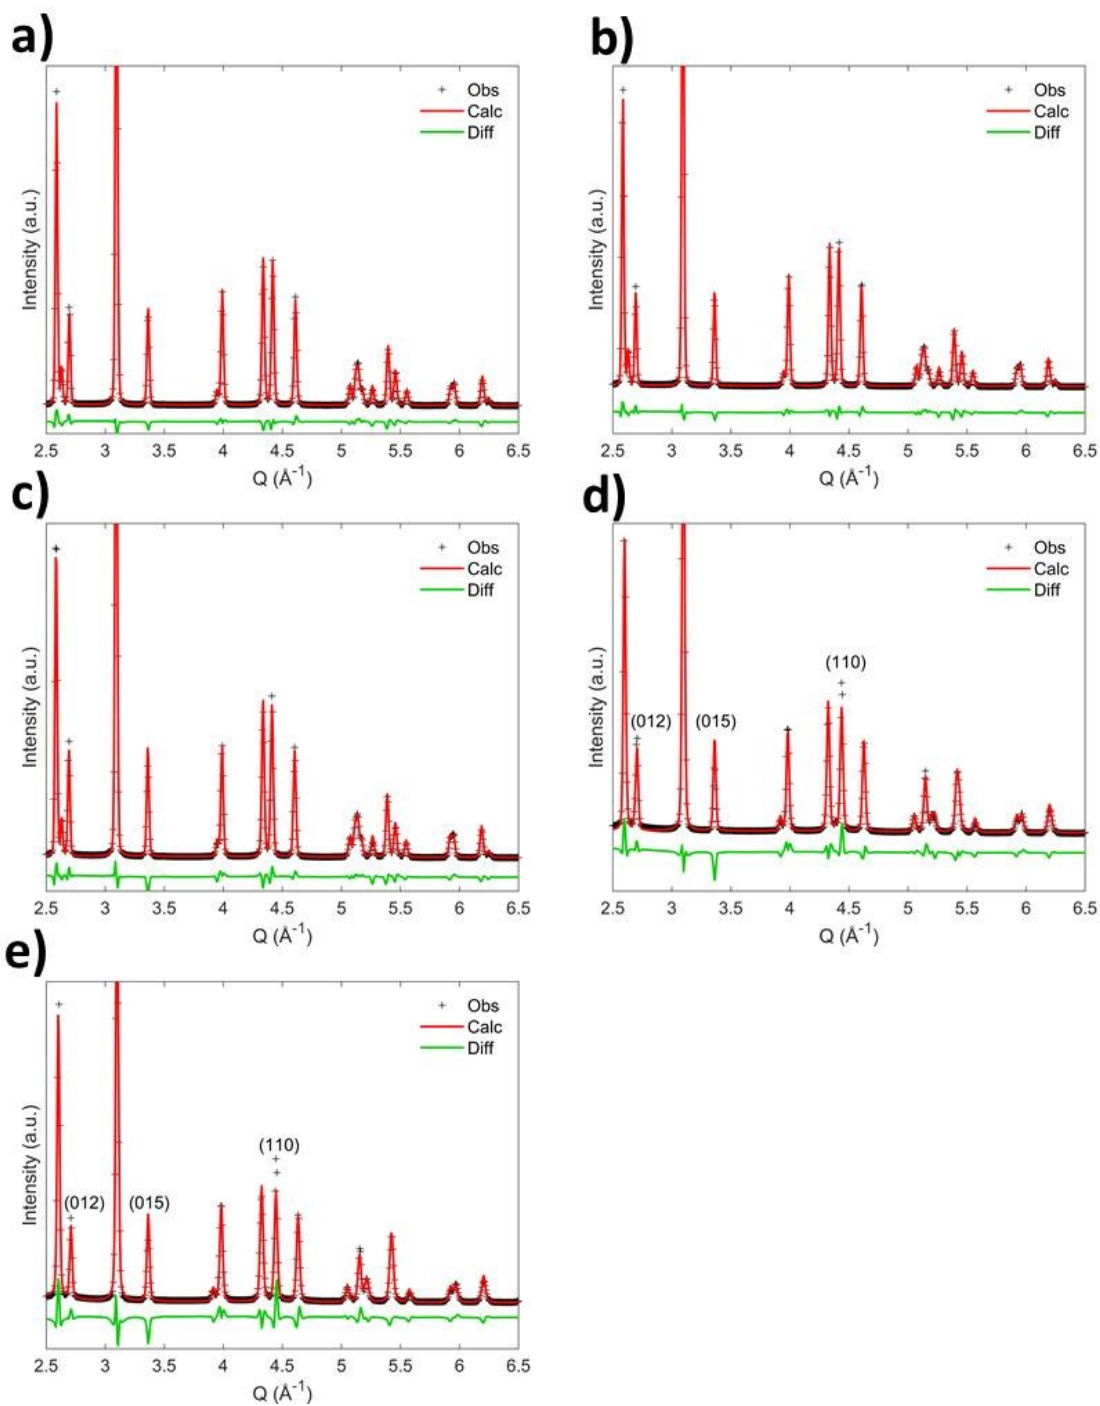 a)
Obs
Calc
Diff
Intensity (a.u.)
2.5 3 3.5 4 4.5 5 5.5 6 6.5
Q (Å-1)
b)
Obs
Calc
Diff
Intensity (a.u.)
2.5 3 3.5 4 4.5 5 5.5 6 6.5
Q (Å-1)
c)
Obs
Calc
Diff
Intensity (a.u.)
2.5 3 3.5 4 4.5 5 5.5 6 6.5
Q (Å-1)
d)
Obs
Calc
Diff
(110)
(012) (015)
Intensity (a.u.)
2.5 3 3.5 4 4.5 5 5.5 6 6.5
Q (Å-1)
e)
Obs
Calc
Diff
(110)
(012) (015)
Intensity (a.u.)
2.5 3 3.5 4 4.5 5 5.5 6 6.5
Q (Å-1)